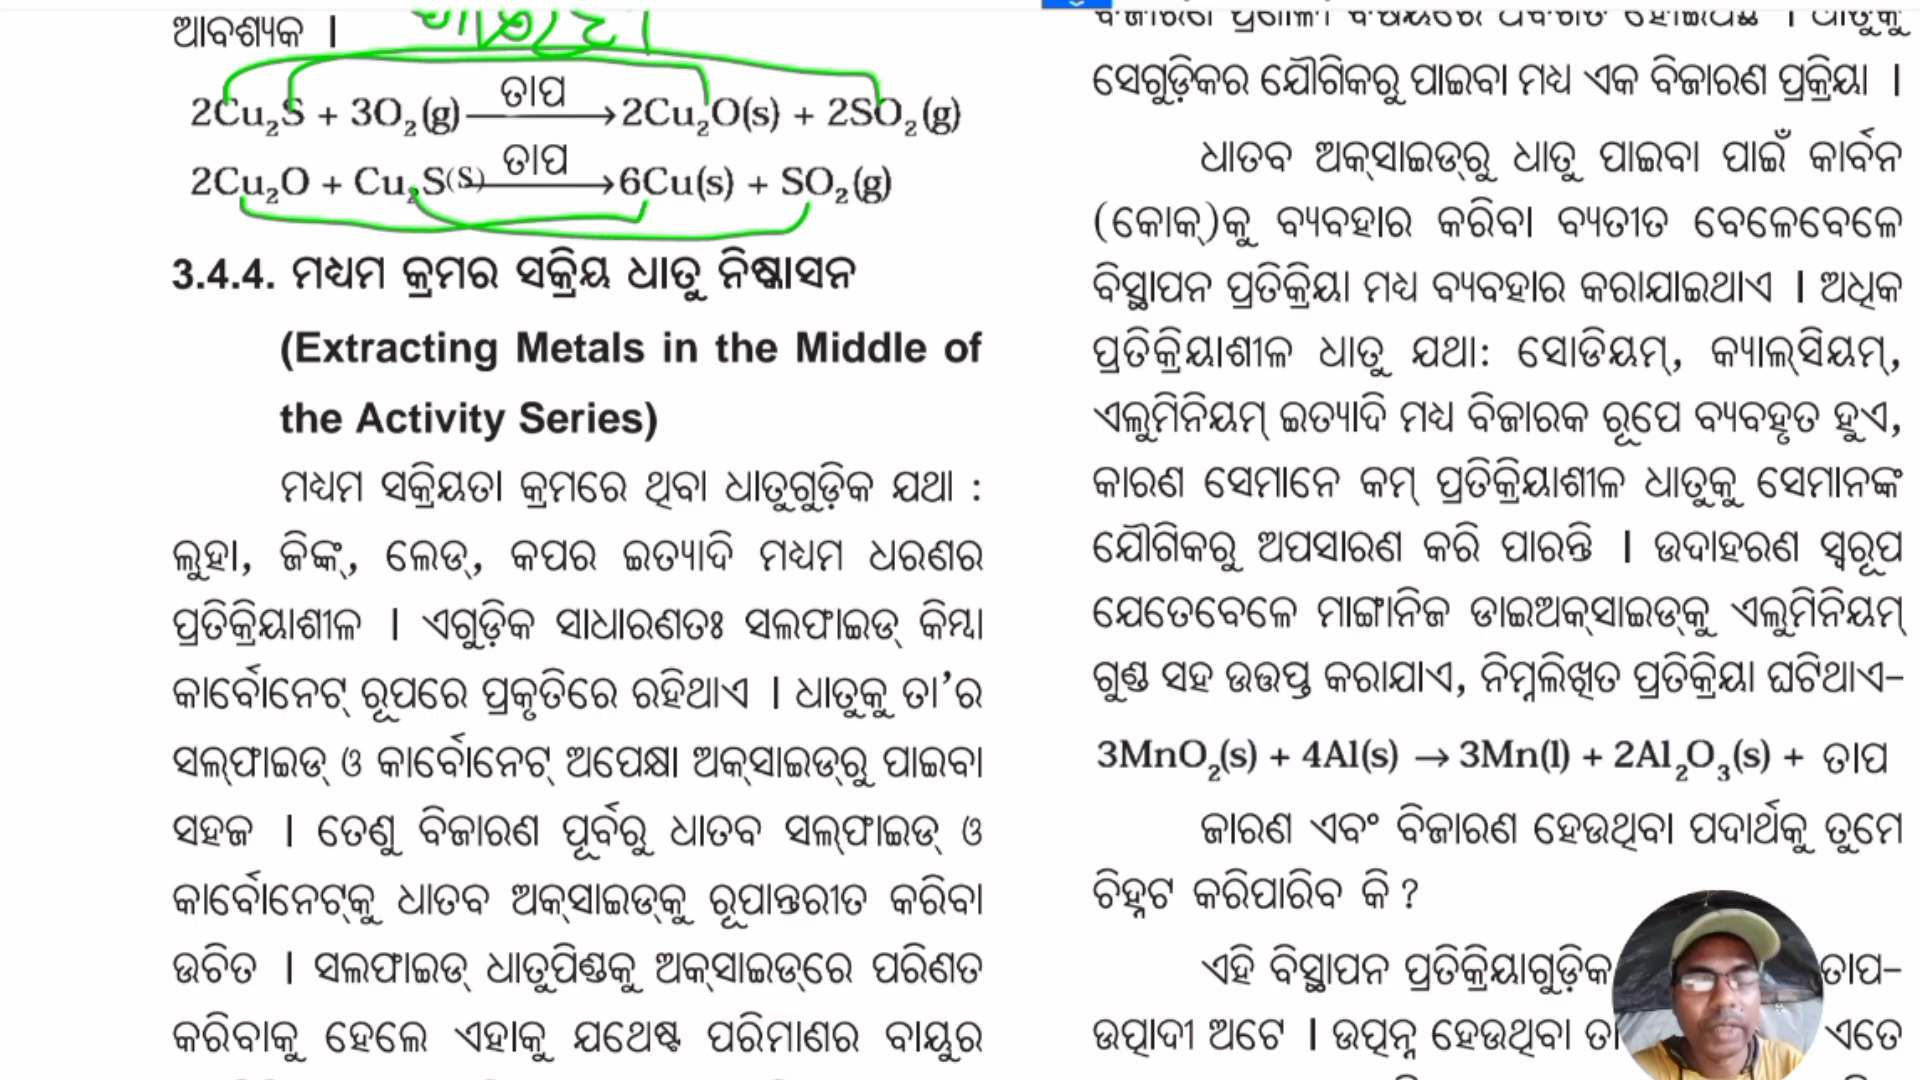 ଆବଶ୍ୟକ ।
2Cu₂S + 3O₂(g) ତାପ → 2Cu₂O(s) + 2SO₂(g)
2Cu₂O + Cu₂S(S) ତାପ → 6Cu(s) + SO₂(g)
3.4.4. ମଧ୍ୟମ କ୍ରମର ସକ୍ରିୟ ଧାତୁ ନିଷ୍କାସନ
(Extracting Metals in the Middle of
the Activity Series)
ମଧ୍ୟମ ସକ୍ରିୟତା କ୍ରମରେ ଥିବା ଧାତୁଗୁଡ଼ିକ ଯଥା :
ଲୁହା, ଜିଙ୍କ୍, ଲେଡ୍, କପର ଇତ୍ୟାଦି ମଧ୍ୟମ ଧରଣର
ପ୍ରତିକ୍ରିୟାଶୀଳ । ଏଗୁଡ଼ିକ ସାଧାରଣତଃ ସଲଫାଇଡ୍ କିମ୍ବା
କାର୍ବୋନେଟ୍ ରୂପରେ ପ୍ରକୃତିରେ ରହିଥାଏ । ଧାତୁକୁ ତା’ର
ସଲ୍‌ଫାଇଡ୍ ଓ କାର୍ବୋନେଟ୍ ଅପେକ୍ଷା ଅକ୍‌ସାଇଡ୍‌ରୁ ପାଇବା
ସହଜ । ତେଣୁ ବିଜାରଣ ପୂର୍ବରୁ ଧାତବ ସଲ୍‌ଫାଇଡ୍ ଓ
କାର୍ବୋନେଟ୍‌କୁ ଧାତବ ଅକ୍‌ସାଇଡ୍‌କୁ ରୂପାନ୍ତରୀତ କରିବା
ଉଚିତ । ସଲଫାଇଡ୍ ଧାତୁପିଣ୍ଡକୁ ଅକ୍‌ସାଇଡ୍‌ରେ ପରିଣତ
କରିବାକୁ ହେଲେ ଏହାକୁ ଯଥେଷ୍ଟ ପରିମାଣର ବାୟୁର
ସେଗୁଡ଼ିକର ଯୌଗିକରୁ ପାଇବା ମଧ୍ୟ ଏକ ବିଜାରଣ ପ୍ରକ୍ରିୟା ।
ଧାତବ ଅକ୍‌ସାଇଡ୍‌ରୁ ଧାତୁ ପାଇବା ପାଇଁ କାର୍ବନ
(କୋକ୍)କୁ ବ୍ୟବହାର କରିବା ବ୍ୟତୀତ ବେଳେବେଳେ
ବିସ୍ଥାପନ ପ୍ରତିକ୍ରିୟା ମଧ୍ୟ ବ୍ୟବହାର କରାଯାଇଥାଏ । ଅଧିକ
ପ୍ରତିକ୍ରିୟାଶୀଳ ଧାତୁ ଯଥା: ସୋଡିୟମ୍, କ୍ୟାଲ୍‌ସିୟମ୍,
ଏଲୁମିନିୟମ୍ ଇତ୍ୟାଦି ମଧ୍ୟ ବିଜାରକ ରୂପେ ବ୍ୟବହୃତ ହୁଏ,
କାରଣ ସେମାନେ କମ୍ ପ୍ରତିକ୍ରିୟାଶୀଳ ଧାତୁକୁ ସେମାନଙ୍କ
ଯୌଗିକରୁ ଅପସାରଣ କରି ପାରନ୍ତି । ଉଦାହରଣ ସ୍ୱରୂପ
ଯେତେବେଳେ ମାଙ୍ଗାନିଜ ଡାଇଅକ୍‌ସାଇଡ୍‌କୁ ଏଲୁମିନିୟମ୍
ଗୁଣ୍ଡ ସହ ଉତ୍ତପ୍ତ କରାଯାଏ, ନିମ୍ନଲିଖିତ ପ୍ରତିକ୍ରିୟା ଘଟିଥାଏ–
3MnO₂(s) + 4Al(s) → 3Mn(l) + 2Al₂O₃(s) + ତାପ
ଜାରଣ ଏବଂ ବିଜାରଣ ହେଉଥିବା ପଦାର୍ଥକୁ ତୁମେ
ଚିହ୍ନଟ କରିପାରିବ କି ?
ଏହି ବିସ୍ଥାପନ ପ୍ରତିକ୍ରିୟାଗୁଡ଼ିକ ତାପ–
ଉତ୍ପାଦୀ ଅଟେ । ଉତ୍ପନ୍ନ ହେଉଥିବା ଏତେ